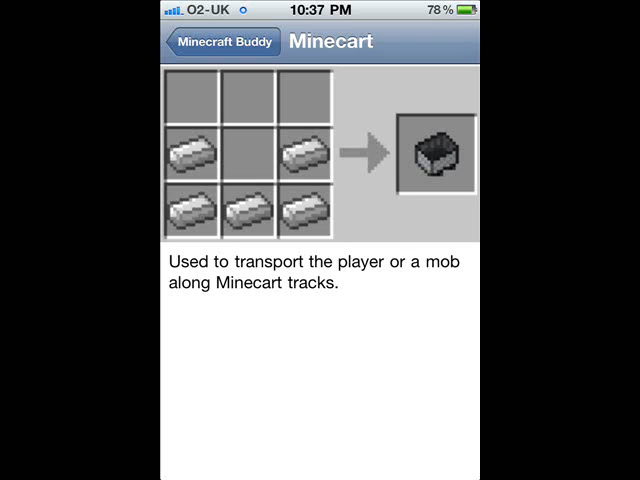 O2-UK 10:37 PM 78%
Minecraft Buddy Minecart
Used to transport the player or a mob
along Minecart tracks.